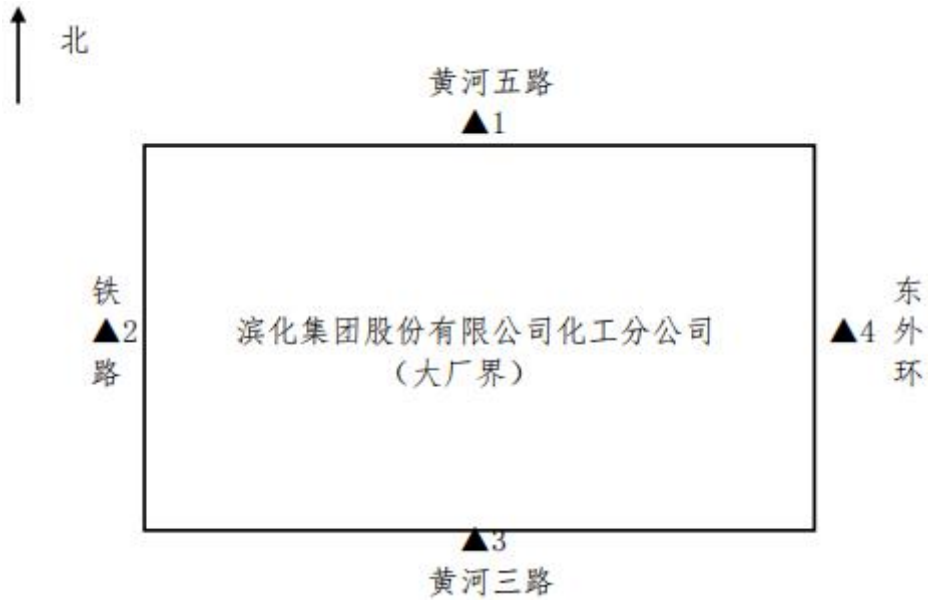 北
黄河五路
▲1
铁
▲2
路
滨化集团股份有限公司化工分公司
（大厂界）
▲4
东
外
环
▲3
黄河三路